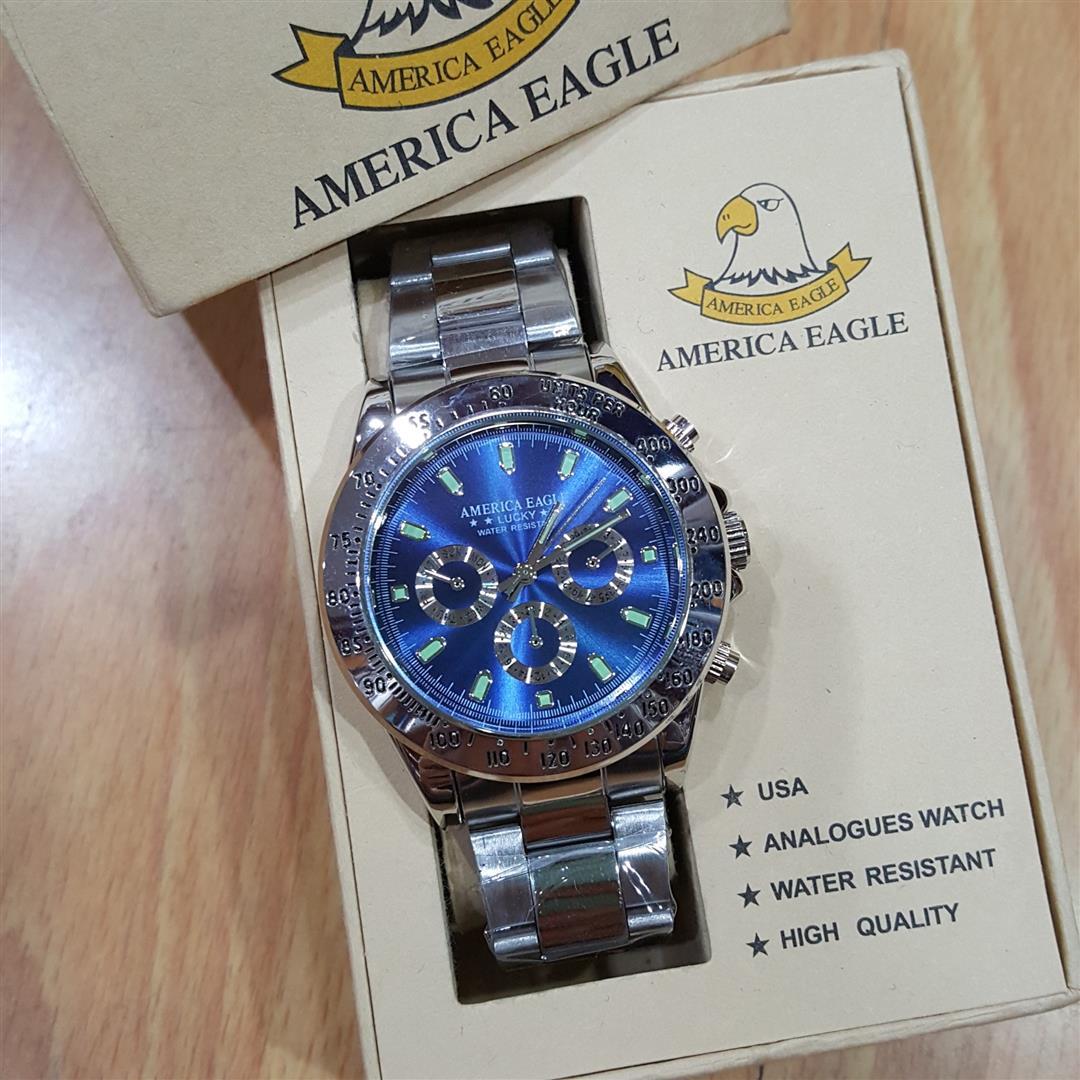 AMERICA EAGLE
AMERICA EAGLE
AMERICA EAGLE
AMERICA EAGLE
AMERICA EAGLE
★ ★ LUCKY ★
WATER RESISTANT
60
UNITS PER
HOUR
400
300
240
200
180
160
150
140
130
120
110
100
90
85
80
75
70
65
★ USA
★ ANALOGUES WATCH
★ WATER RESISTANT
★ HIGH QUALITY